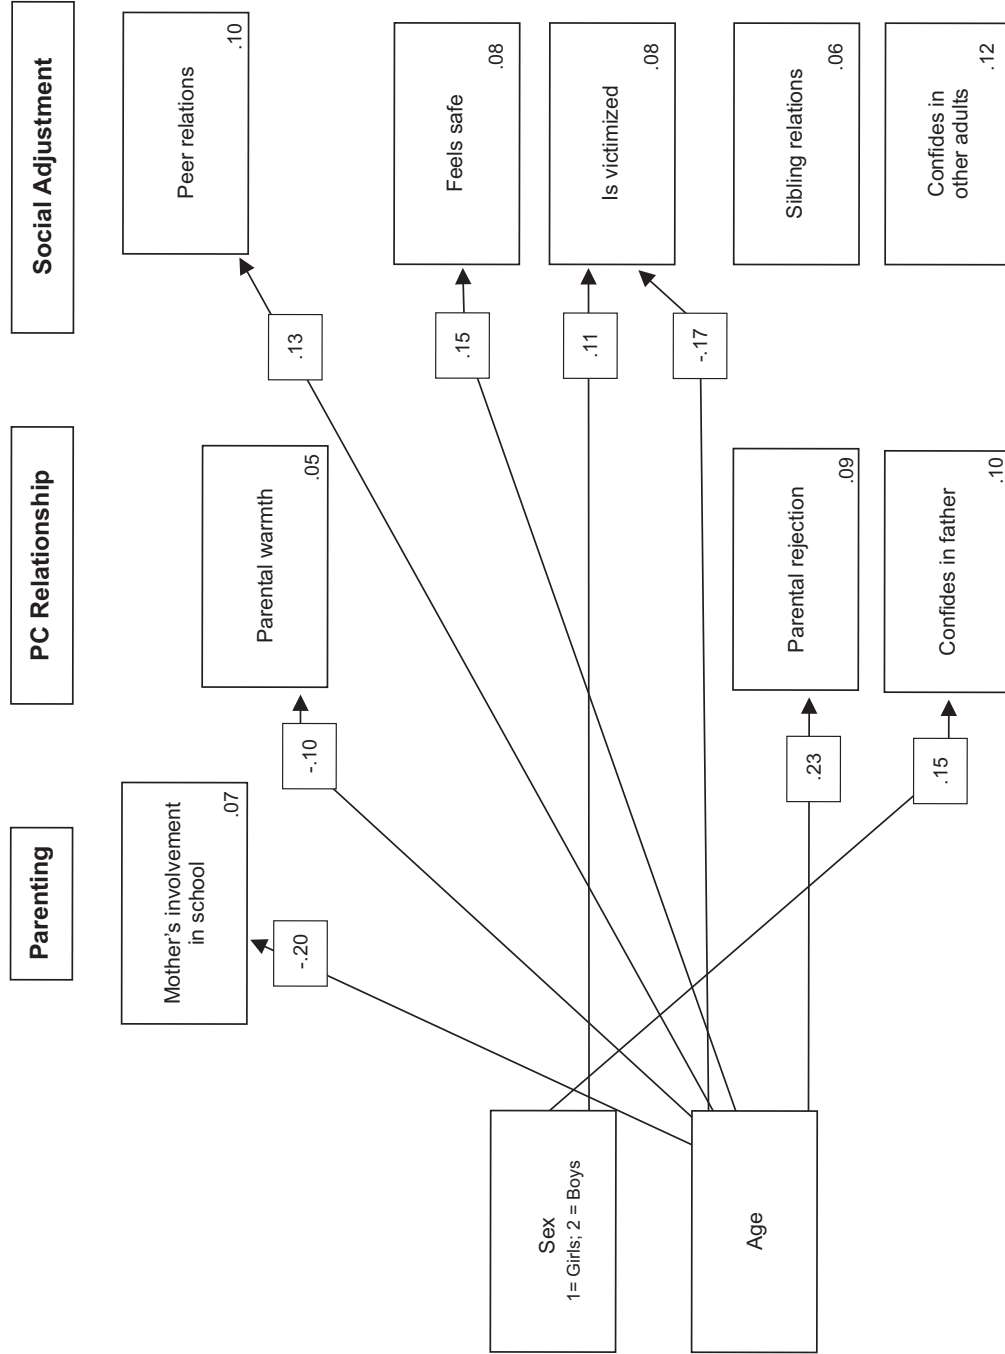 Parenting
PC Relationship
Social Adjustment
Mother's involvement
in school
.07
Parental warmth
.05
Peer relations
.10
-.20
-.10
.13
Feels safe
.08
.15
Sex
1= Girls; 2 = Boys
Is victimized
.08
.11
-.17
Age
Parental rejection
.09
.23
Sibling relations
.06
Confides in father
.10
.15
Confides in
other adults
.12